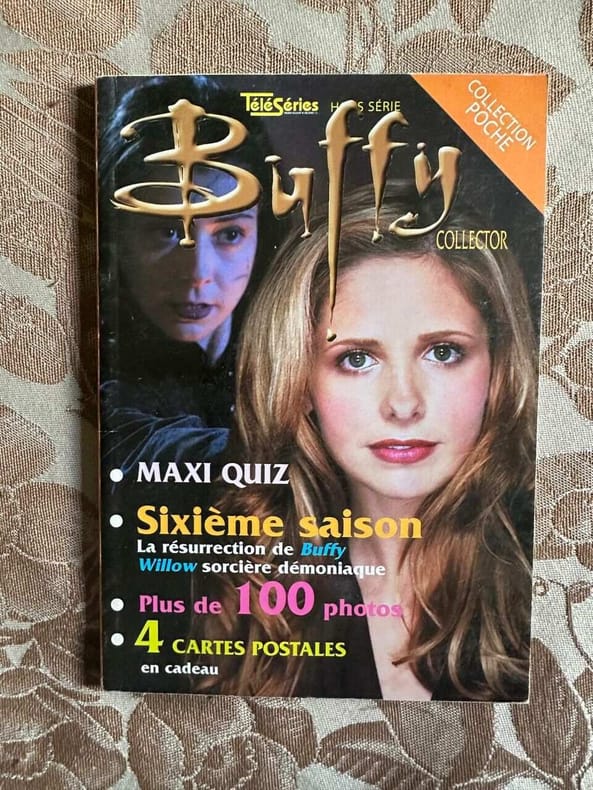 TéléSéries HORS SÉRIE
COLLECTION
POCHE
Buffy
COLLECTOR
• MAXI QUIZ
• Sixième saison
La résurrection de Buffy
Willow sorcière démoniaque
• Plus de 100 photos
• 4 CARTES POSTALES
en cadeau